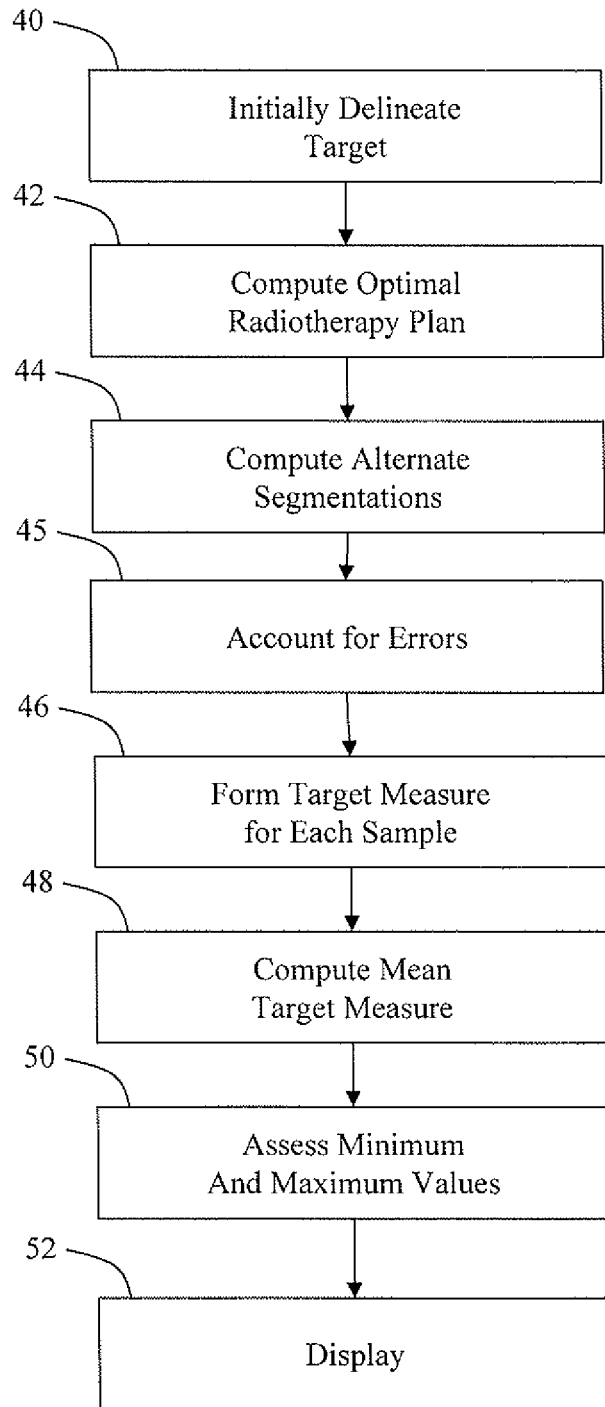 40
Initially Delineate
Target
42
Compute Optimal
Radiotherapy Plan
44
Compute Alternate
Segmentations
45
Account for Errors
46
Form Target Measure
for Each Sample
48
Compute Mean
Target Measure
50
Assess Minimum
And Maximum Values
52
Display